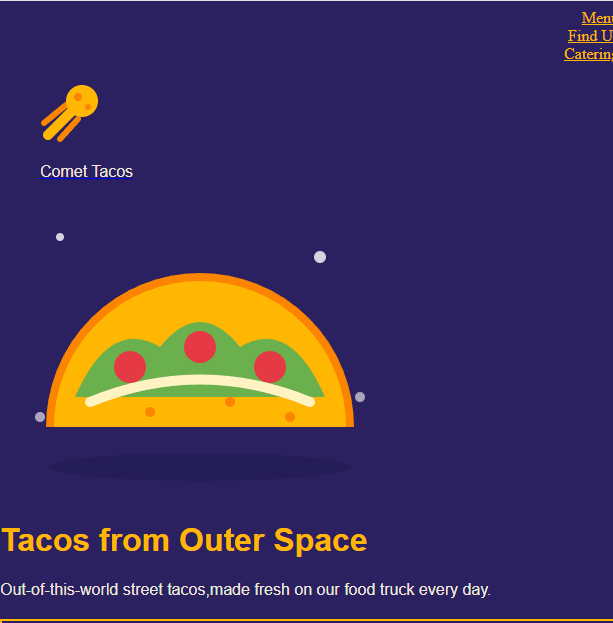 Menu
Find U
Catering
Comet Tacos
Tacos from Outer Space
Out-of-this-world street tacos,made fresh on our food truck every day.